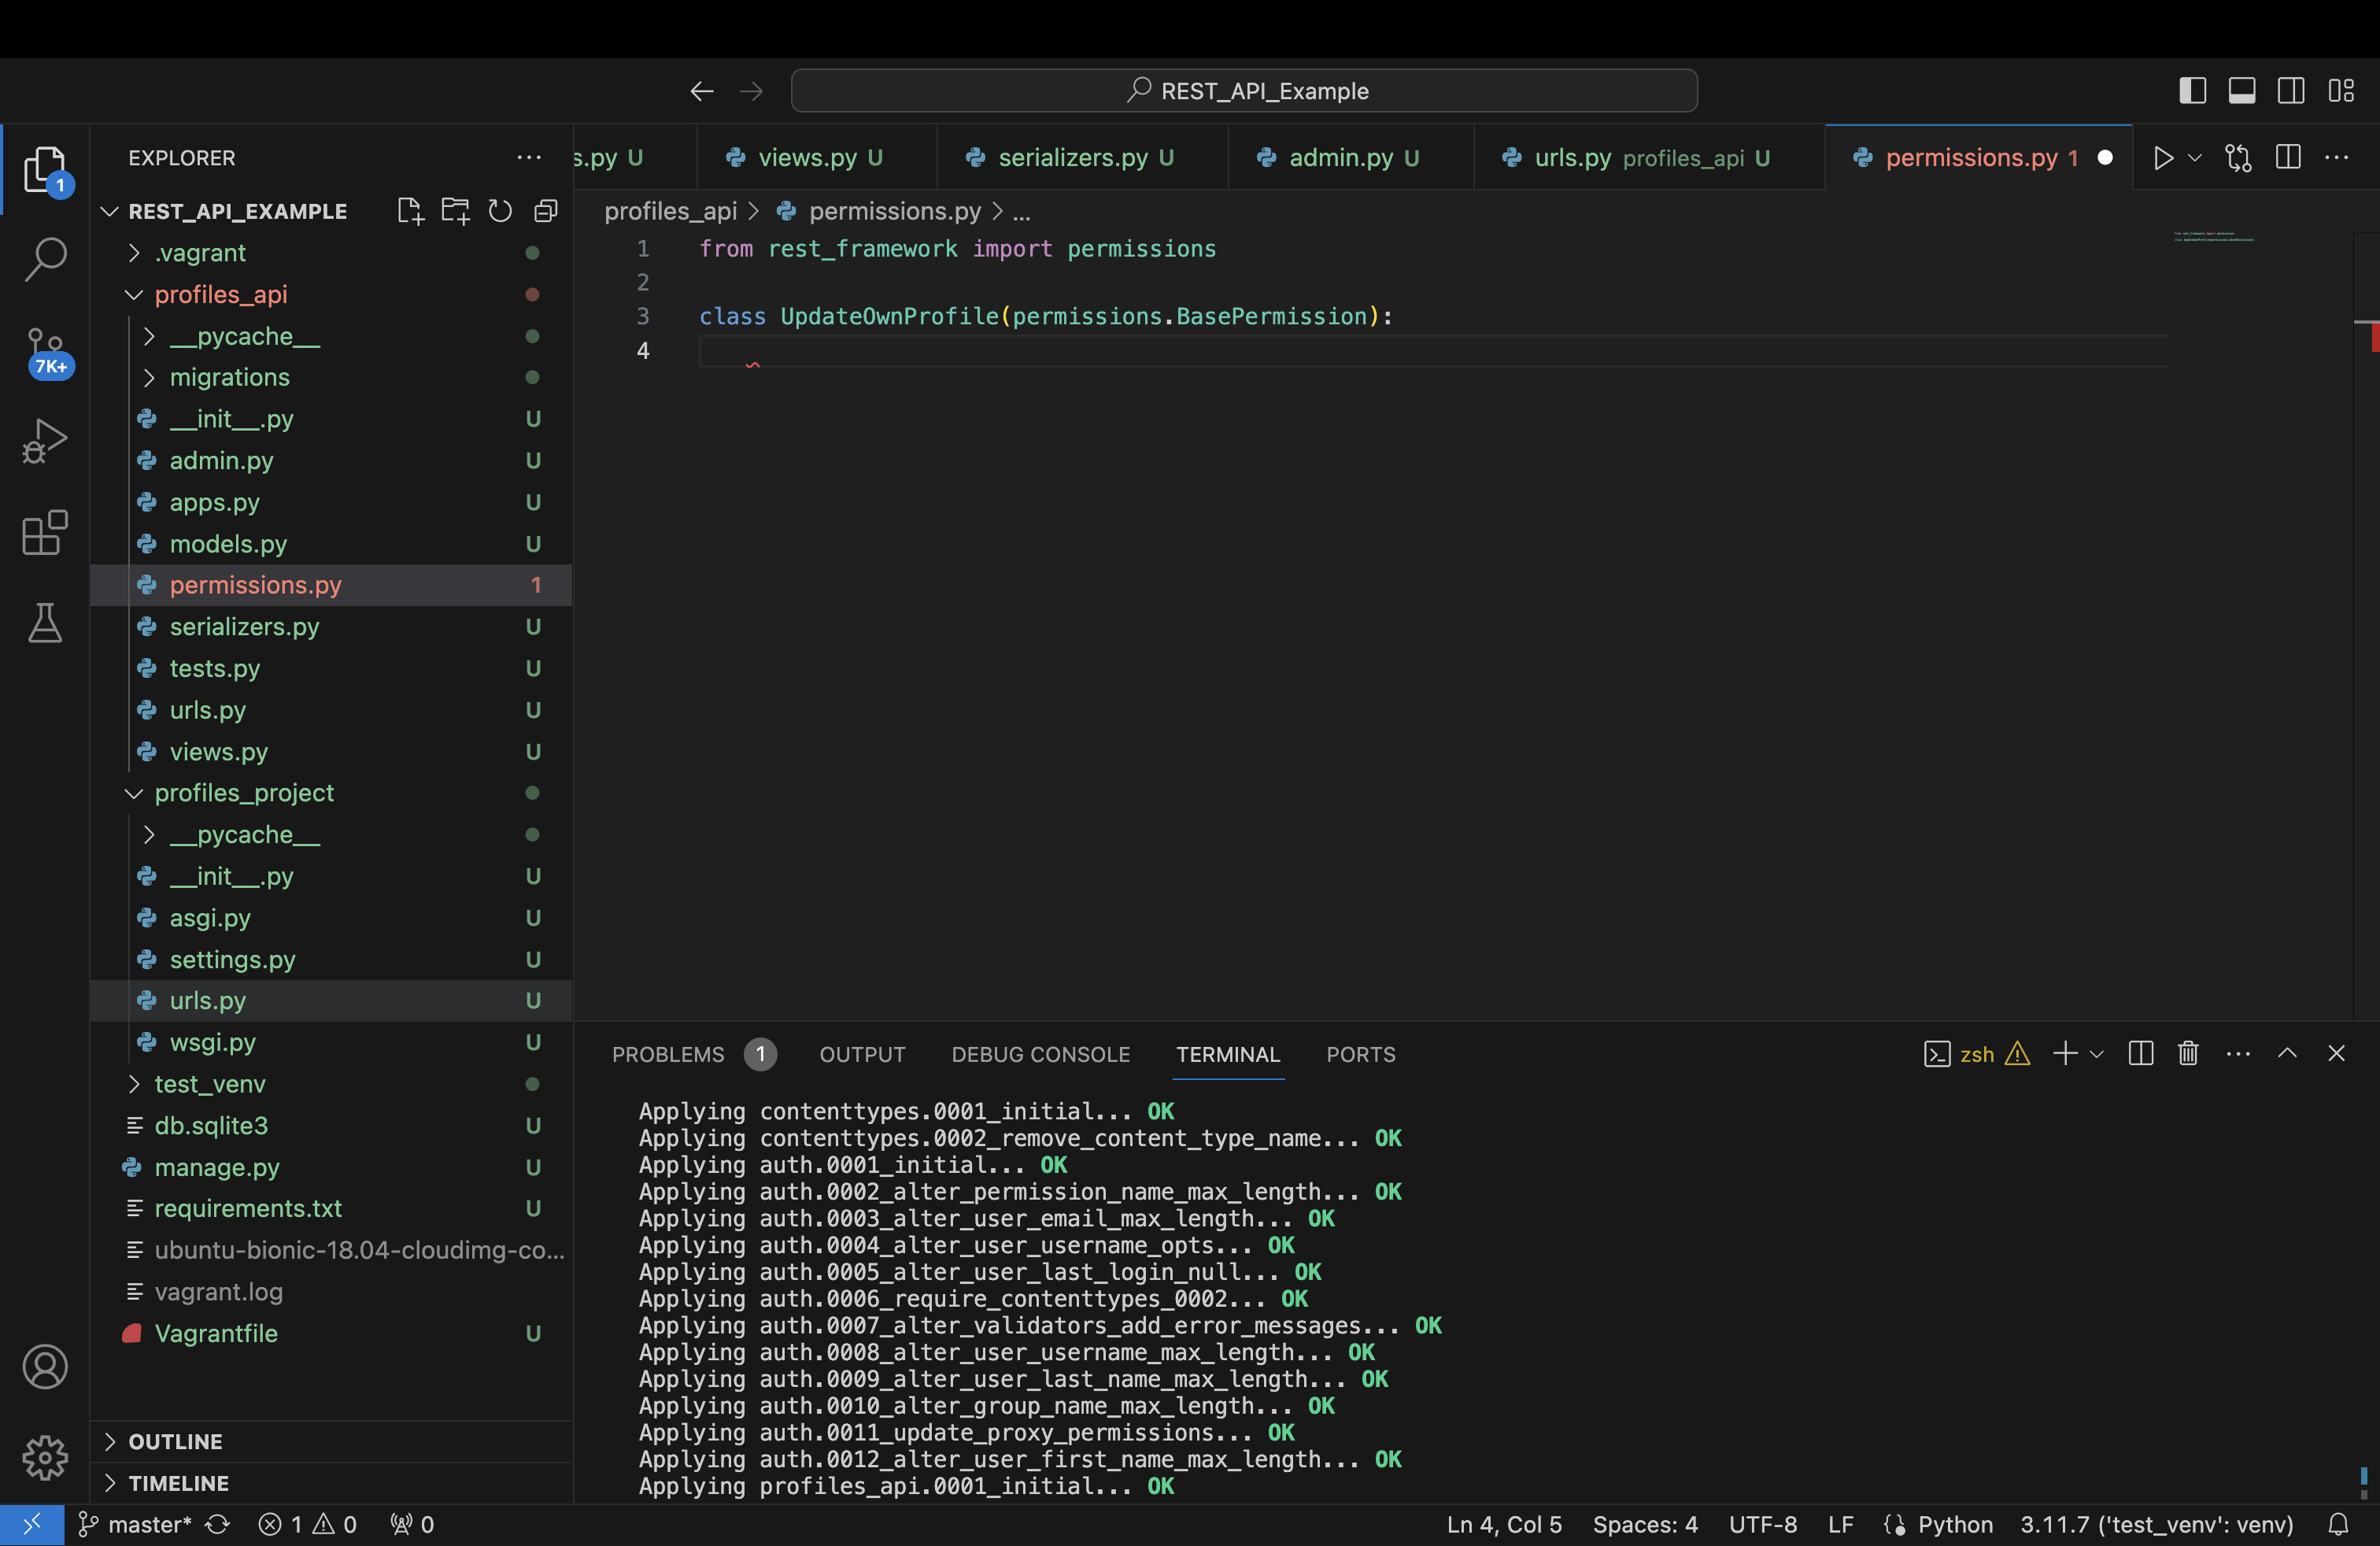 REST_API_Example
EXPLORER
s.py U
views.py U
serializers.py U
admin.py U
urls.py profiles_api U
permissions.py 1
1
7K+
REST_API_EXAMPLE
.vagrant
profiles_api
__pycache__
migrations
__init__.py U
admin.py U
apps.py U
models.py U
permissions.py 1
serializers.py U
tests.py U
urls.py U
views.py U
profiles_project
__pycache__
__init__.py U
asgi.py U
settings.py U
urls.py U
wsgi.py U
test_venv
db.sqlite3 U
manage.py U
requirements.txt U
ubuntu-bionic-18.04-cloudimg-co...
vagrant.log
Vagrantfile U
OUTLINE
TIMELINE
profiles_api > permissions.py > ...
1 from rest_framework import permissions
2
3 class UpdateOwnProfile(permissions.BasePermission):
4
PROBLEMS 1 OUTPUT DEBUG CONSOLE TERMINAL PORTS
zsh
Applying contenttypes.0001_initial... OK
Applying contenttypes.0002_remove_content_type_name... OK
Applying auth.0001_initial... OK
Applying auth.0002_alter_permission_name_max_length... OK
Applying auth.0003_alter_user_email_max_length... OK
Applying auth.0004_alter_user_username_opts... OK
Applying auth.0005_alter_user_last_login_null... OK
Applying auth.0006_require_contenttypes_0002... OK
Applying auth.0007_alter_validators_add_error_messages... OK
Applying auth.0008_alter_user_username_max_length... OK
Applying auth.0009_alter_user_last_name_max_length... OK
Applying auth.0010_alter_group_name_max_length... OK
Applying auth.0011_update_proxy_permissions... OK
Applying auth.0012_alter_user_first_name_max_length... OK
Applying profiles_api.0001_initial... OK
master* 1 0 0
Ln 4, Col 5 Spaces: 4 UTF-8 LF Python 3.11.7 ('test_venv': venv)